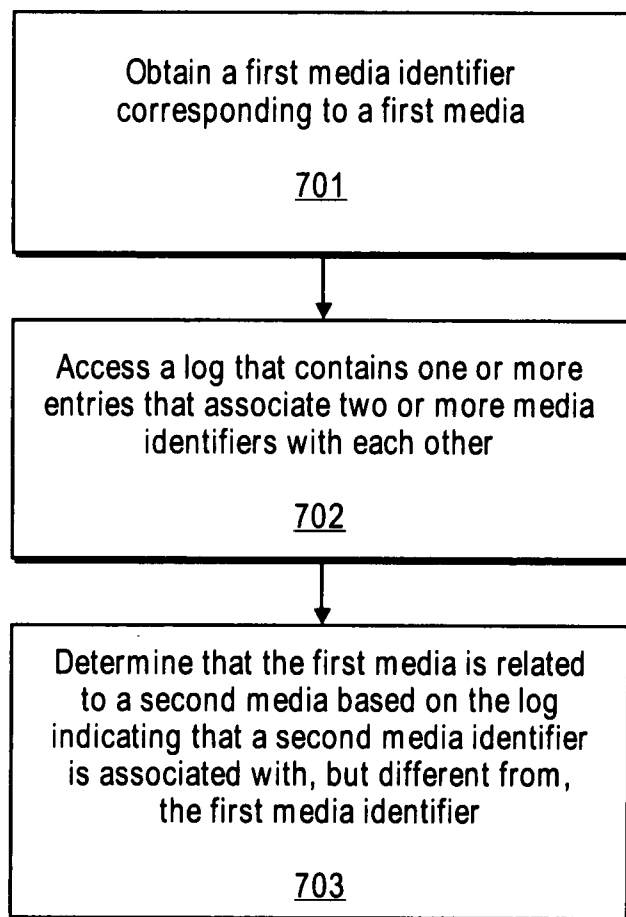 Obtain a first media identifier
corresponding to a first media
701
Access a log that contains one or more
entries that associate two or more media
identifiers with each other
702
Determine that the first media is related
to a second media based on the log
indicating that a second media identifier
is associated with, but different from,
the first media identifier
703